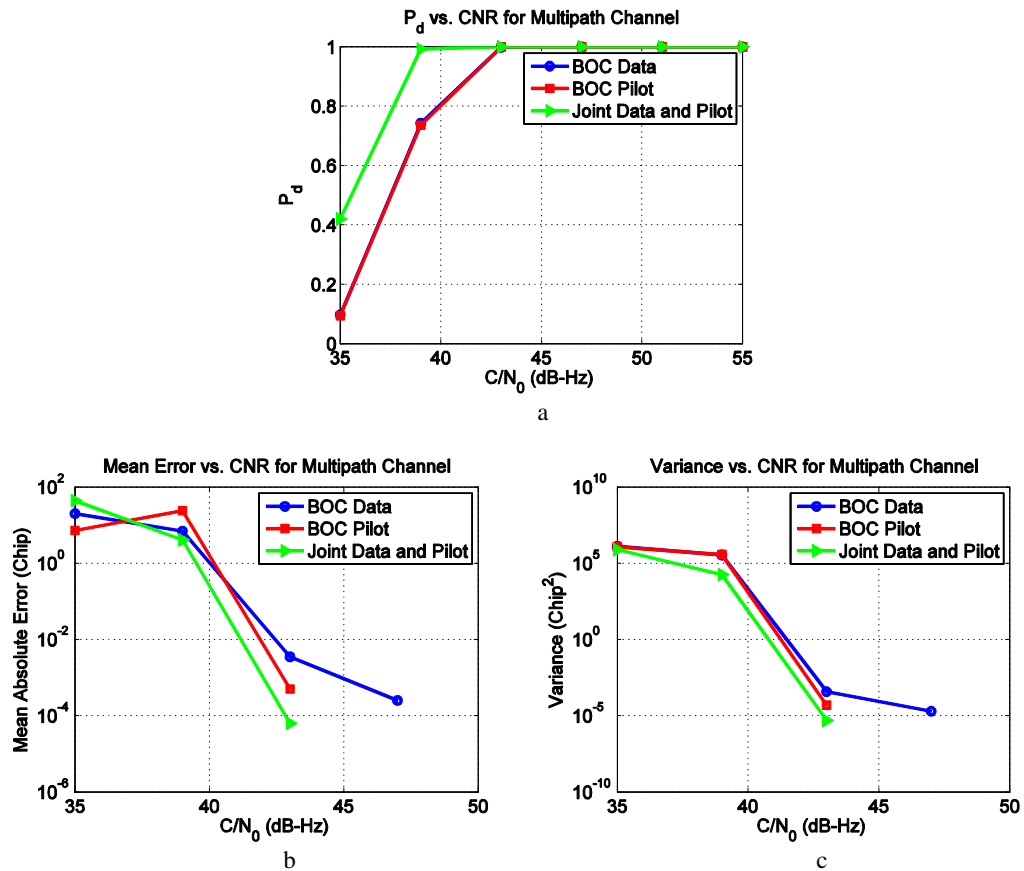 P_d vs. CNR for Multipath Channel
1
0.8
0.6
0.4
0.2
0
P_d
BOC Data
BOC Pilot
Joint Data and Pilot
35 40 45 50 55
C/N_0 (dB-Hz)
a
Mean Error vs. CNR for Multipath Channel
10^2
10^0
10^-2
10^-4
10^-6
Mean Absolute Error (Chip)
BOC Data
BOC Pilot
Joint Data and Pilot
35 40 45 50
C/N_0 (dB-Hz)
b
Variance vs. CNR for Multipath Channel
10^10
10^5
10^0
10^-5
10^-10
Variance (Chip^2)
BOC Data
BOC Pilot
Joint Data and Pilot
35 40 45 50
C/N_0 (dB-Hz)
c